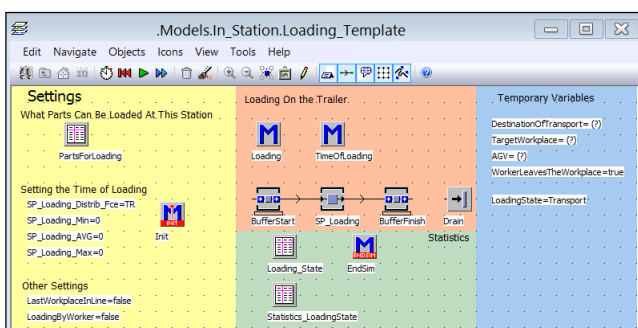 .Models.In_Station.Loading_Template
Edit Navigate Objects Icons View Tools Help
Settings
What Parts Can Be Loaded At This Station
PartsForLoading
Setting the Time of Loading
SP_Loading_Distrib_Fce=TR
SP_Loading_Min=0
SP_Loading_AVG=0
SP_Loading_Max=0
M
INIT
Init
Other Settings
LastWorkplaceInLine=false
LoadingByWorker=false
Loading On the Trailer
M
M
Loading
TimeOfLoading
BufferStart
SP_Loading
BufferFinish
Drain
Statistics
M
ENDSIM
Loading_State
EndSim
Statistics_LoadingState
Temporary Variables
DestinationOfTransport= (?)
TargetWorkplace= (?)
AGV= (?)
WorkerLeavesTheWorkplace=true
LoadingState=Transport